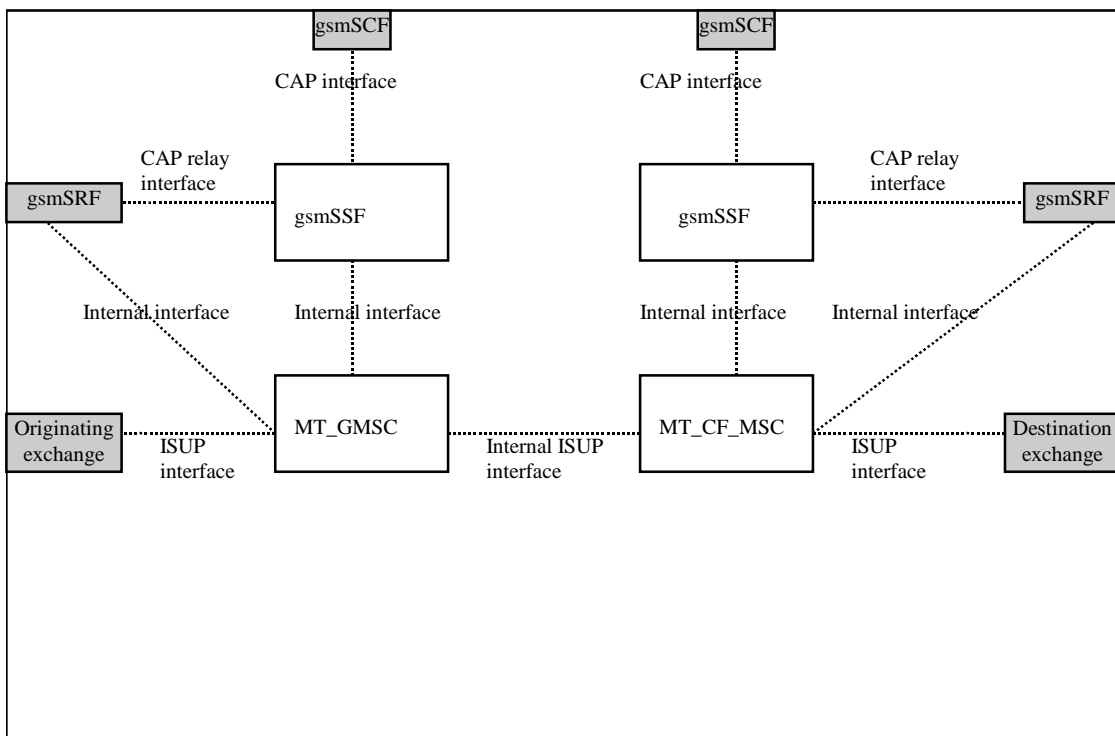 gsmSCF
gsmSCF
CAP interface
CAP interface
CAP relay
interface
CAP relay
interface
gsmSRF
gsmSSF
gsmSSF
gsmSRF
Internal interface
Internal interface
Internal interface
Internal interface
Originating
exchange
ISUP
interface
MT_GMSC
Internal ISUP
interface
MT_CF_MSC
ISUP
interface
Destination
exchange